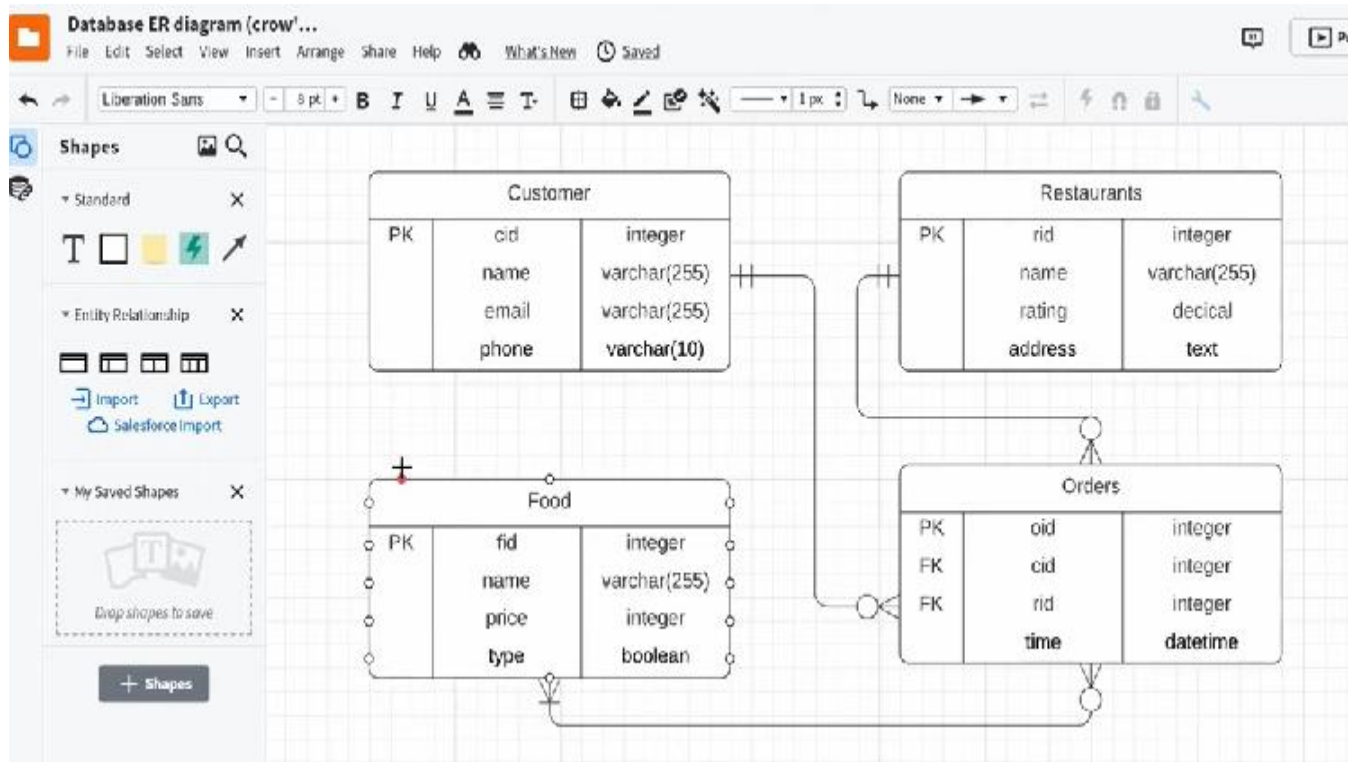 Database ER diagram (crow'...
File Edit Select View Insert Arrange Share Help What's New Saved
Liberation Sans - 8 pt + B I U A T 1 px None
Shapes
Standard
T
Entity Relationship
Import Export
Salesforce Import
My Saved Shapes
Drop shapes to save
+ Shapes
Customer
PK cid integer
name varchar(255)
email varchar(255)
phone varchar(10)
Restaurants
PK rid integer
name varchar(255)
rating decical
address text
Food
PK fid integer
name varchar(255)
price integer
type boolean
Orders
PK oid integer
FK cid integer
FK rid integer
time datetime